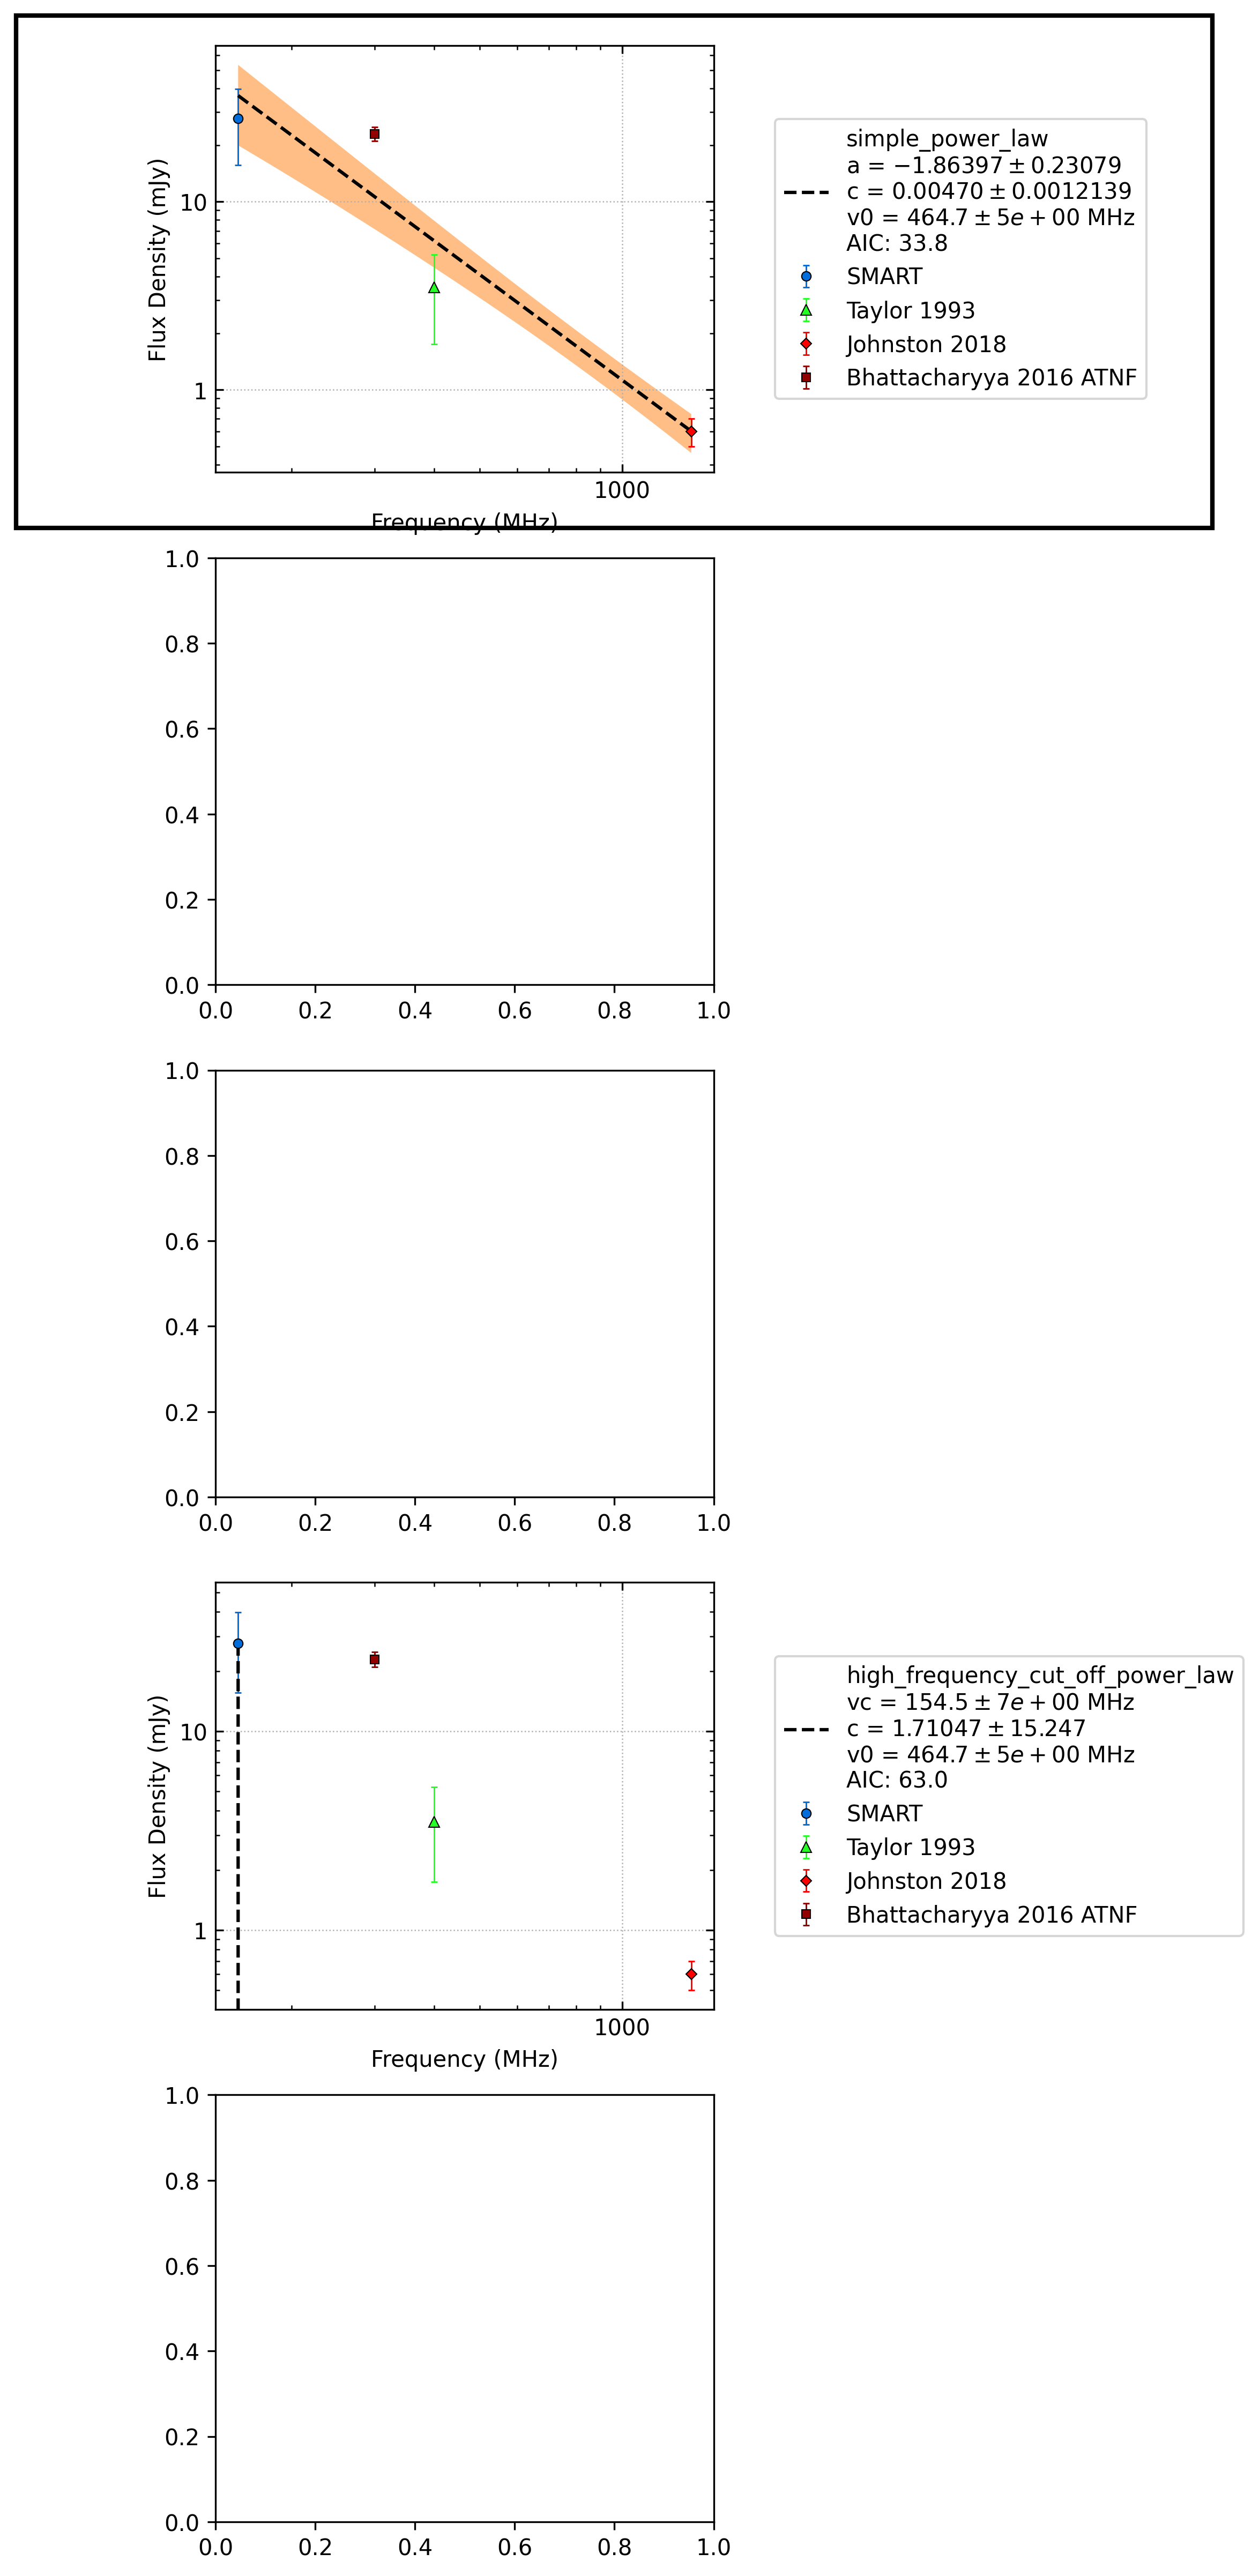 Flux Density (mJy)
10
1
1000
Frequency (MHz)
simple_power_law
a = −1.86397 ± 0.23079
c = 0.00470 ± 0.0012139
v0 = 464.7 ± 5e + 00 MHz
AIC: 33.8
SMART
Taylor 1993
Johnston 2018
Bhattacharyya 2016 ATNF
1.0
0.8
0.6
0.4
0.2
0.0
0.0 0.2 0.4 0.6 0.8 1.0
1.0
0.8
0.6
0.4
0.2
0.0
0.0 0.2 0.4 0.6 0.8 1.0
Flux Density (mJy)
10
1
1000
Frequency (MHz)
high_frequency_cut_off_power_law
vc = 154.5 ± 7e + 00 MHz
c = 1.71047 ± 15.247
v0 = 464.7 ± 5e + 00 MHz
AIC: 63.0
SMART
Taylor 1993
Johnston 2018
Bhattacharyya 2016 ATNF
1.0
0.8
0.6
0.4
0.2
0.0
0.0 0.2 0.4 0.6 0.8 1.0